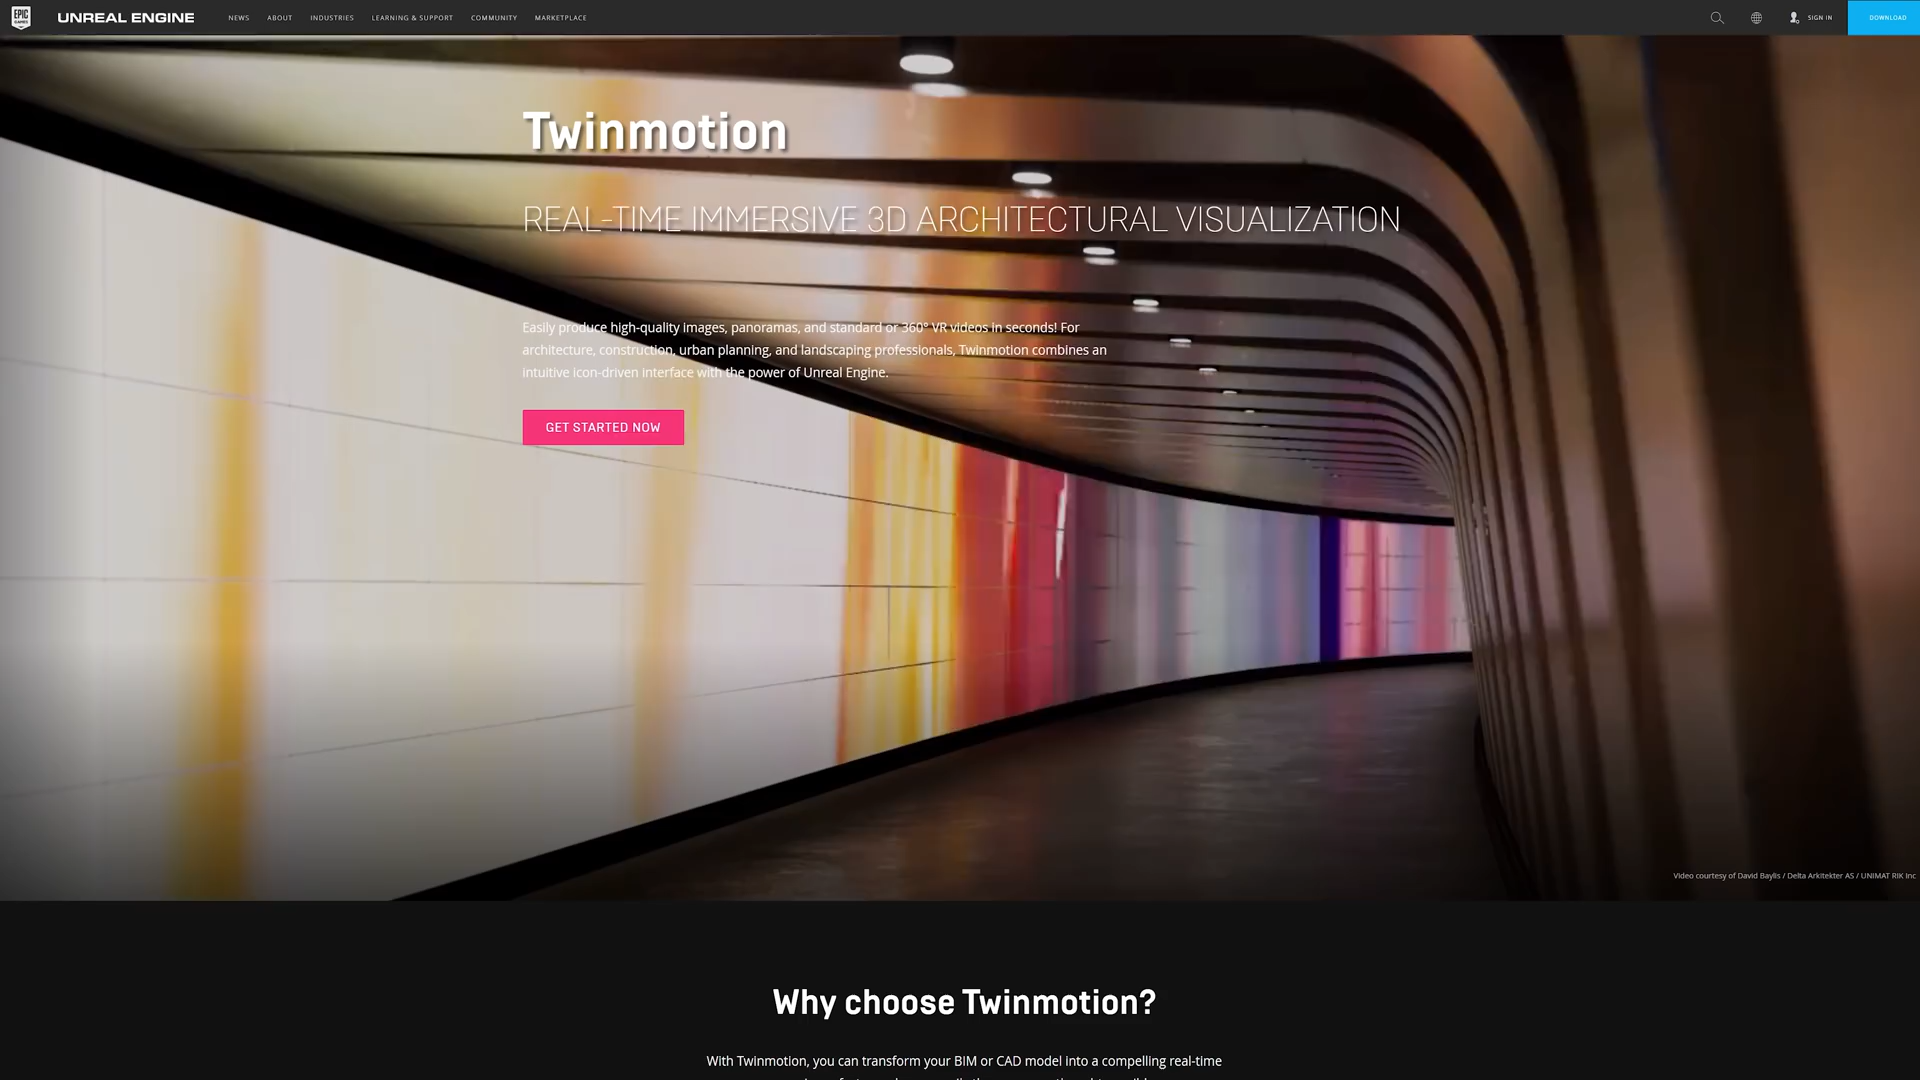 EPIC GAMES
UNREAL ENGINE
NEWS
ABOUT
INDUSTRIES
LEARNING & SUPPORT
COMMUNITY
MARKETPLACE
SIGN IN
DOWNLOAD
Twinmotion
REAL-TIME IMMERSIVE 3D ARCHITECTURAL VISUALIZATION
Easily produce high-quality images, panoramas, and standard or 360° VR videos in seconds! For
architecture, construction, urban planning, and landscaping professionals, Twinmotion combines an
intuitive icon-driven interface with the power of Unreal Engine.
GET STARTED NOW
Video courtesy of David Baylis / Delta Arkitekter AS / UNIMAT RIK Inc
Why choose Twinmotion?
With Twinmotion, you can transform your BIM or CAD model into a compelling real-time